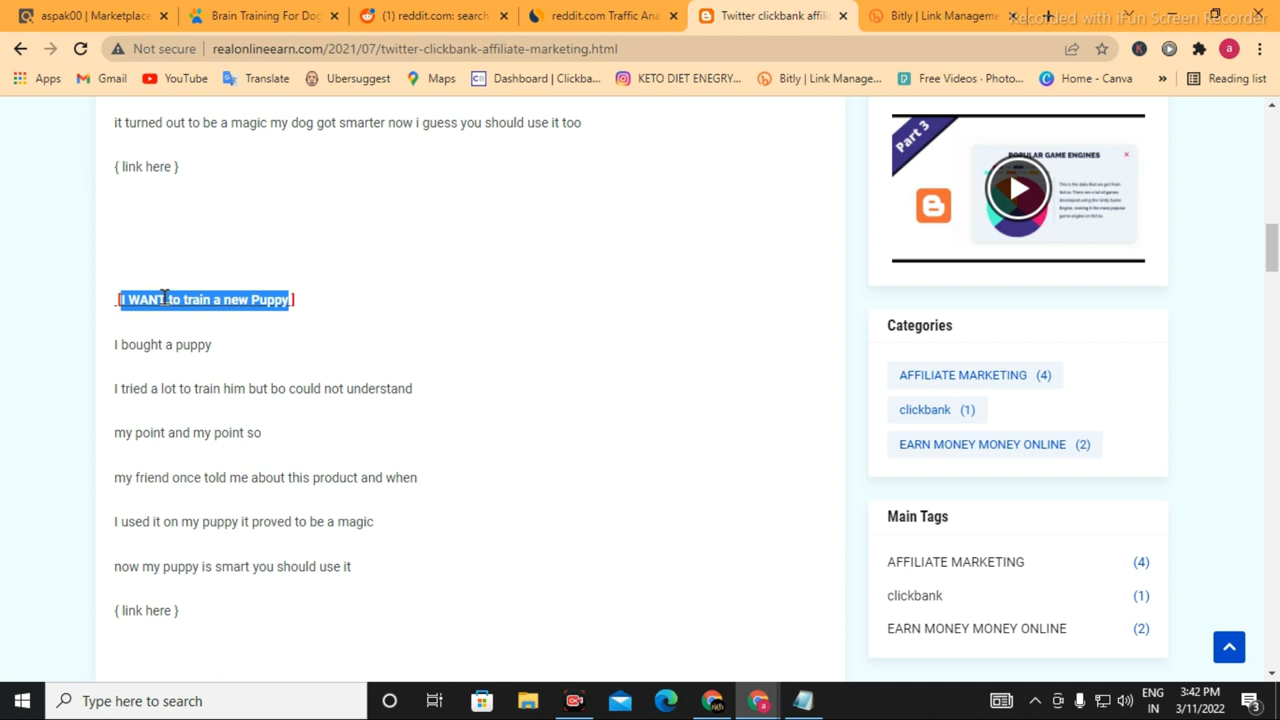 aspak00 | Marketplac
Brain Training For Dog
(1) reddit.com: search
reddit.com Traffic Ana
Twitter clickbank affili
Bitly | Link Manageme
Recorded with iFun Screen Recorder
Not secure
realonlineearn.com/2021/07/twitter-clickbank-affiliate-marketing.html
K
a
Apps
Gmail
YouTube
Translate
Ubersuggest
Maps
Dashboard | Clickba...
KETO DIET ENEGRY...
Bitly | Link Manage...
Free Videos · Photo...
Home - Canva
»
Reading list
it turned out to be a magic my dog got smarter now i guess you should use it too
{ link here }
[I WANT to train a new Puppy ]
I bought a puppy
I tried a lot to train him but bo could not understand
my point and my point so
my friend once told me about this product and when
I used it on my puppy it proved to be a magic
now my puppy is smart you should use it
{ link here }
Part 3
POPULAR GAME ENGINES
Categories
AFFILIATE MARKETING (4)
clickbank (1)
EARN MONEY MONEY ONLINE (2)
Main Tags
AFFILIATE MARKETING (4)
clickbank (1)
EARN MONEY MONEY ONLINE (2)
Type here to search
ENG
IN
3:42 PM
3/11/2022
3